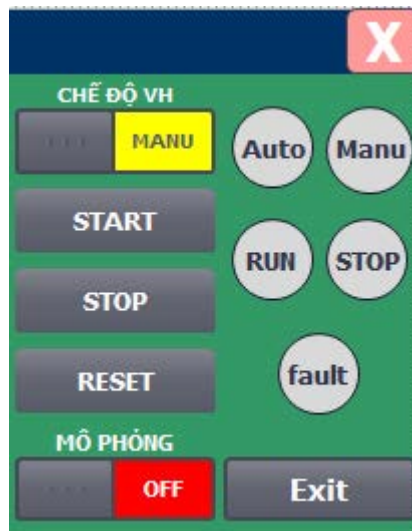 X
CHẾ ĐỘ VH
MANU
Auto
Manu
START
RUN
STOP
STOP
RESET
fault
MÔ PHỎNG
OFF
Exit